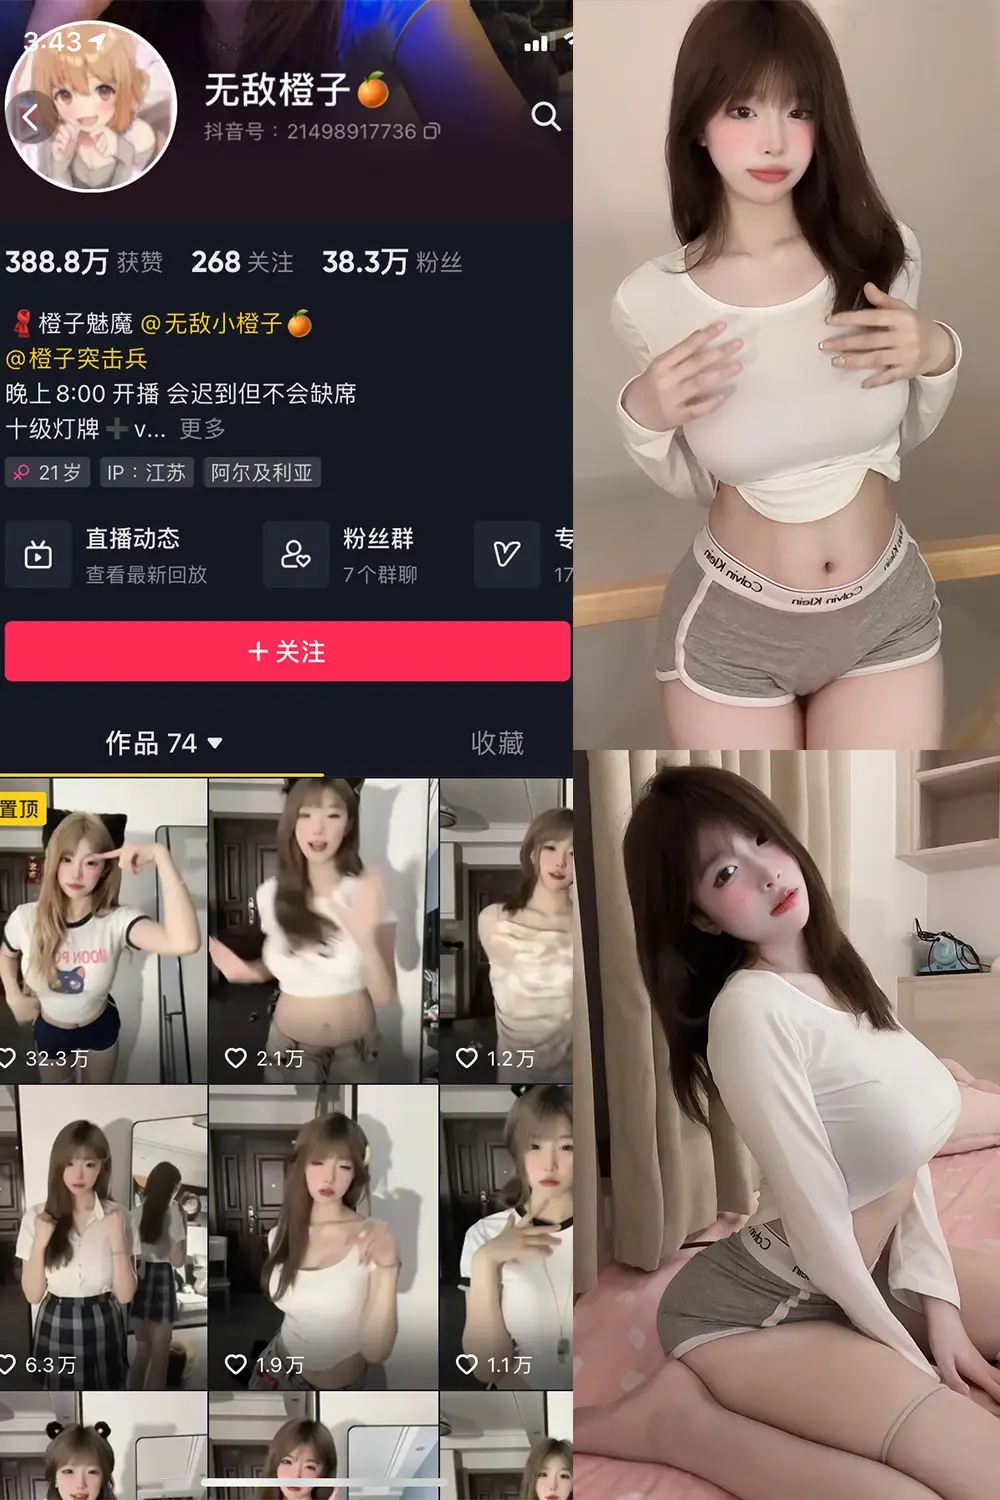 3:43
无敌橙子🍊
抖音号：21498917736
388.8万 获赞 268 关注 38.3万 粉丝
橙子魅魔 @无敌小橙子🍊
@橙子突击兵
晚上8:00 开播 会迟到但不会缺席
十级灯牌➕v... 更多
21岁 IP：江苏 阿尔及利亚
直播动态 粉丝群 专
查看最新回放 7个群聊 17
＋关注
作品 74 收藏
置顶
MOON PO
32.3万 2.1万 1.2万
6.3万 1.9万 1.1万
Calvin Klein Calvin Klein